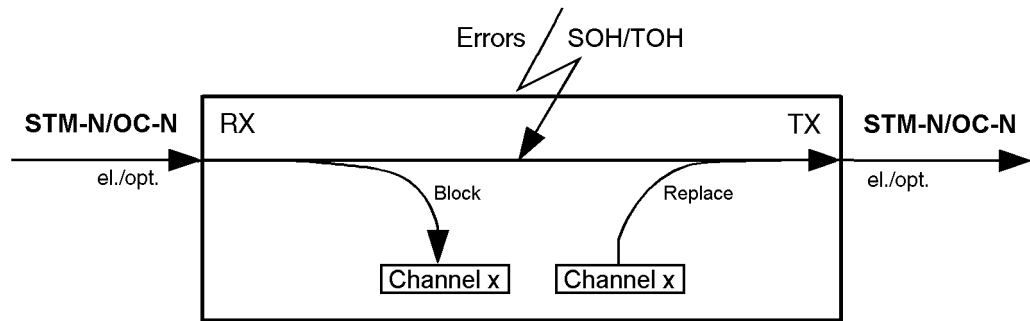 Errors SOH/TOH
STM-N/OC-N RX TX STM-N/OC-N
el./opt. el./opt.
Block Replace
Channel x Channel x